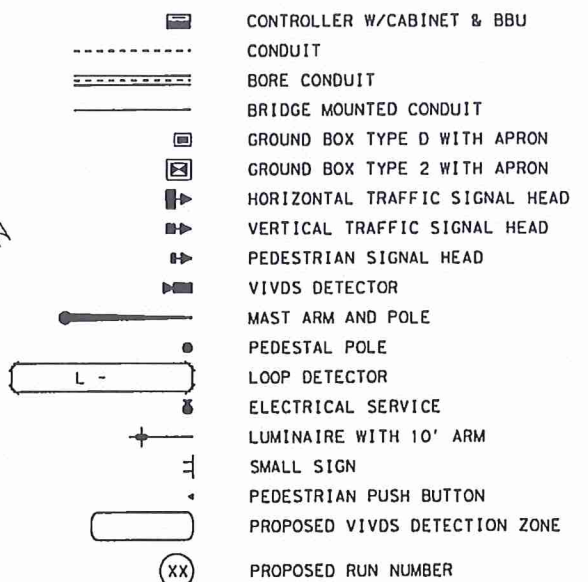 CONTROLLER W/CABINET & BBU
CONDUIT
BORE CONDUIT
BRIDGE MOUNTED CONDUIT
GROUND BOX TYPE D WITH APRON
GROUND BOX TYPE 2 WITH APRON
HORIZONTAL TRAFFIC SIGNAL HEAD
VERTICAL TRAFFIC SIGNAL HEAD
PEDESTRIAN SIGNAL HEAD
VIVDS DETECTOR
MAST ARM AND POLE
PEDESTAL POLE
L - LOOP DETECTOR
ELECTRICAL SERVICE
LUMINAIRE WITH 10' ARM
SMALL SIGN
PEDESTRIAN PUSH BUTTON
PROPOSED VIVDS DETECTION ZONE
XX PROPOSED RUN NUMBER